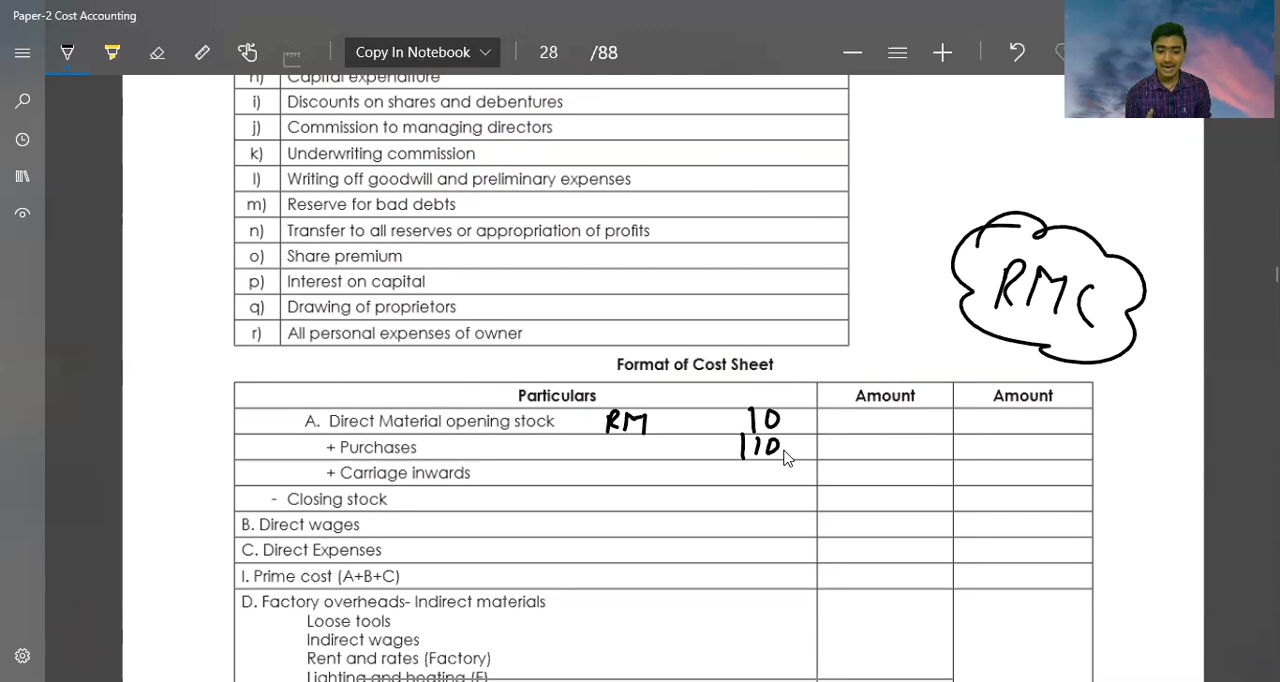 Paper-2 Cost Accounting
Copy In Notebook
28 /88
h) Capital expenditure
i) Discounts on shares and debentures
j) Commission to managing directors
k) Underwriting commission
l) Writing off goodwill and preliminary expenses
m) Reserve for bad debts
n) Transfer to all reserves or appropriation of profits
o) Share premium
p) Interest on capital
q) Drawing of proprietors
r) All personal expenses of owner
RMC
Format of Cost Sheet
Particulars Amount Amount
A. Direct Material opening stock RM 10
+ Purchases 110
+ Carriage inwards
- Closing stock
B. Direct wages
C. Direct Expenses
I. Prime cost (A+B+C)
D. Factory overheads- Indirect materials
Loose tools
Indirect wages
Rent and rates (Factory)
Lighting and heating (F)